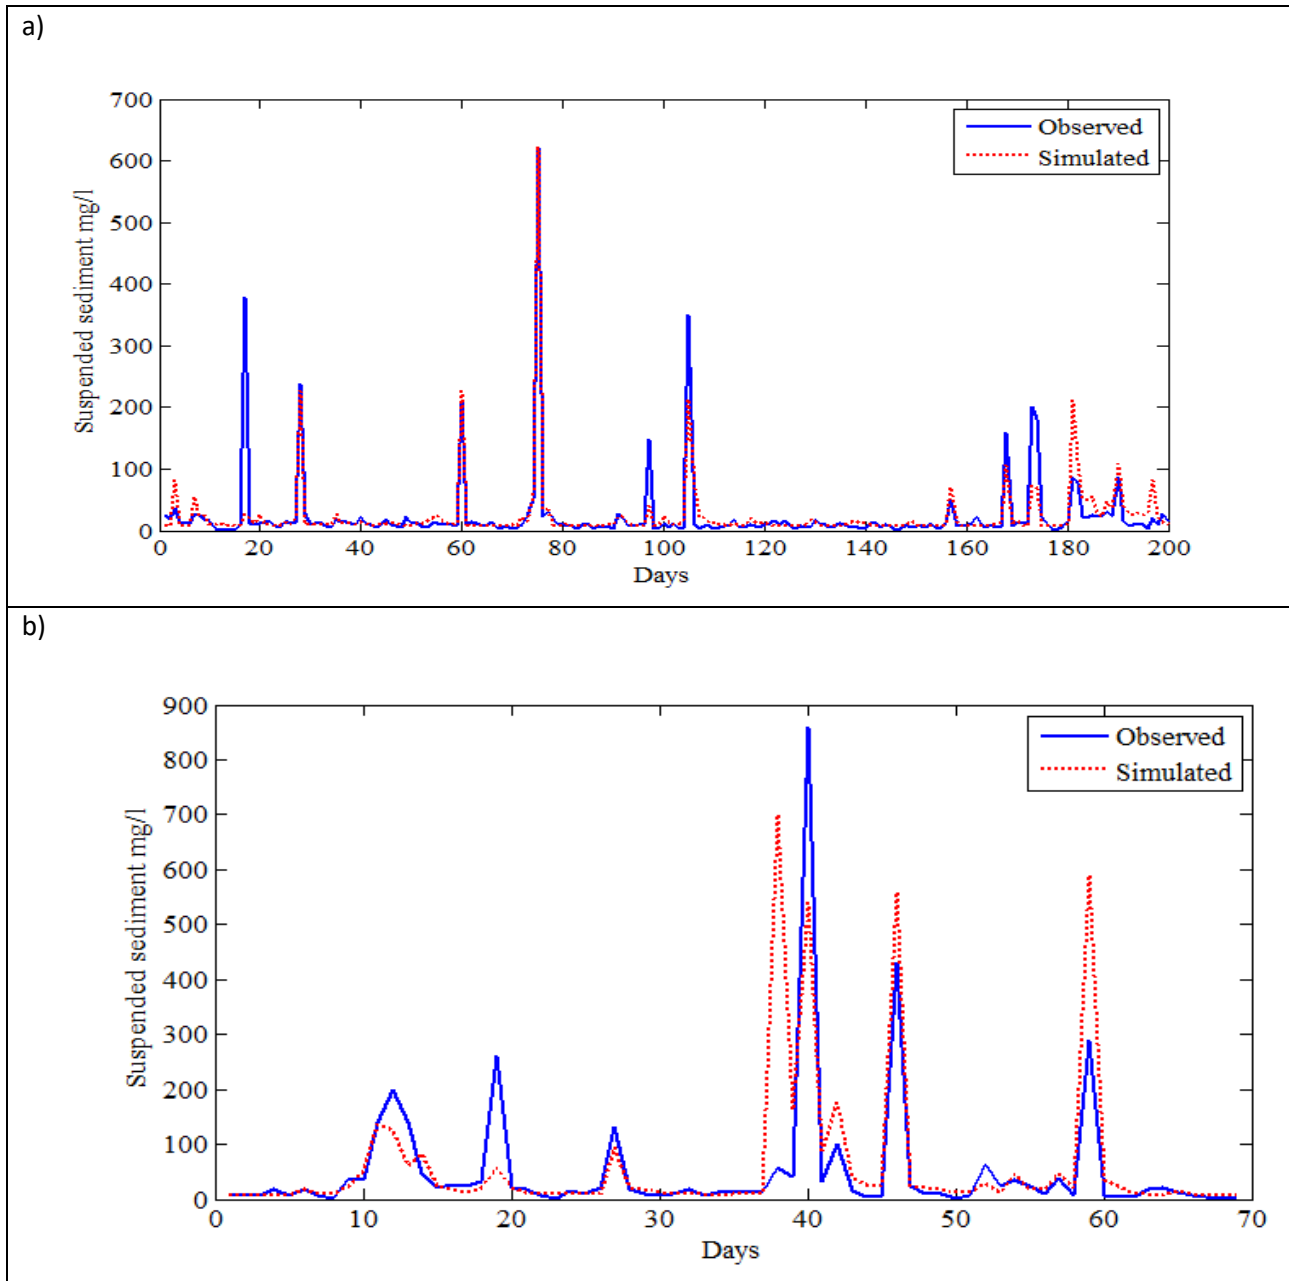 a)
700
600
500
400
300
200
100
0
Suspended sediment mg/l
Observed
Simulated
0 20 40 60 80 100 120 140 160 180 200
Days
b)
900
800
700
600
500
400
300
200
100
0
Suspended sediment mg/l
Observed
Simulated
0 10 20 30 40 50 60 70
Days